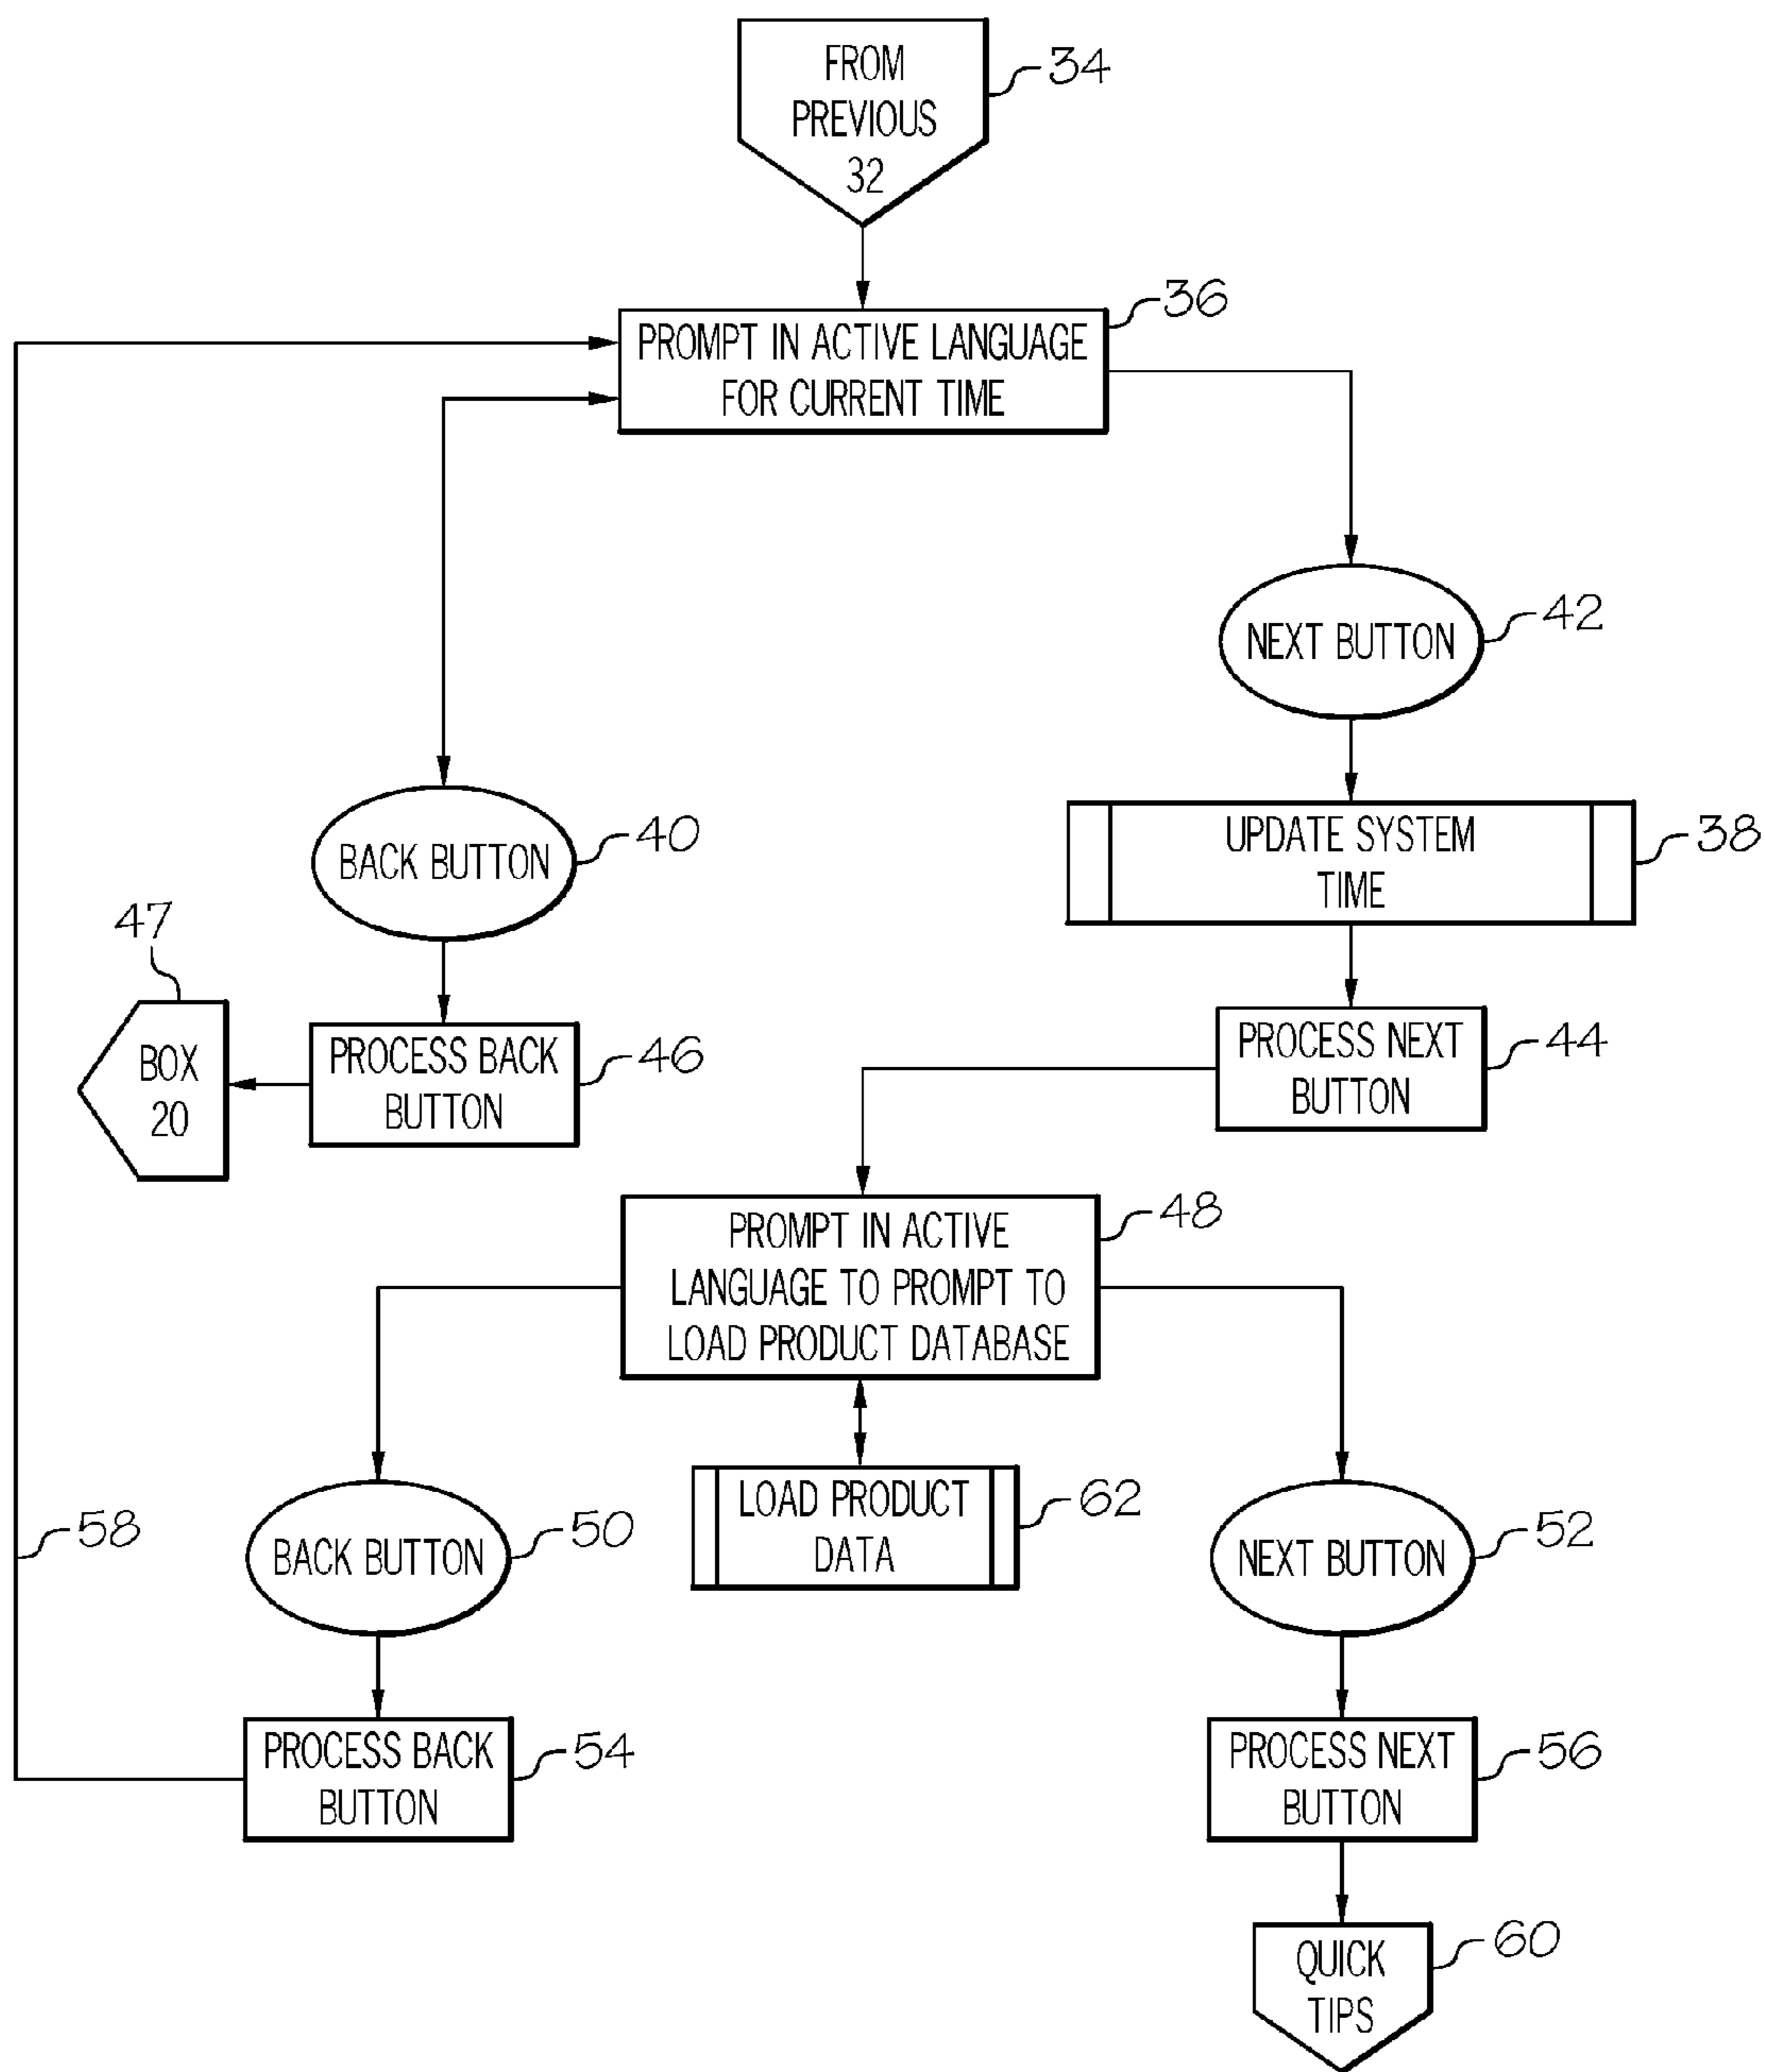 FROM
PREVIOUS
32
34
PROMPT IN ACTIVE LANGUAGE
FOR CURRENT TIME
36
NEXT BUTTON
42
BACK BUTTON
40
UPDATE SYSTEM
TIME
38
47
BOX
20
PROCESS BACK
BUTTON
46
PROCESS NEXT
BUTTON
44
PROMPT IN ACTIVE
LANGUAGE TO PROMPT TO
LOAD PRODUCT DATABASE
48
58
BACK BUTTON
50
LOAD PRODUCT
DATA
62
NEXT BUTTON
52
PROCESS BACK
BUTTON
54
PROCESS NEXT
BUTTON
56
QUICK
TIPS
60